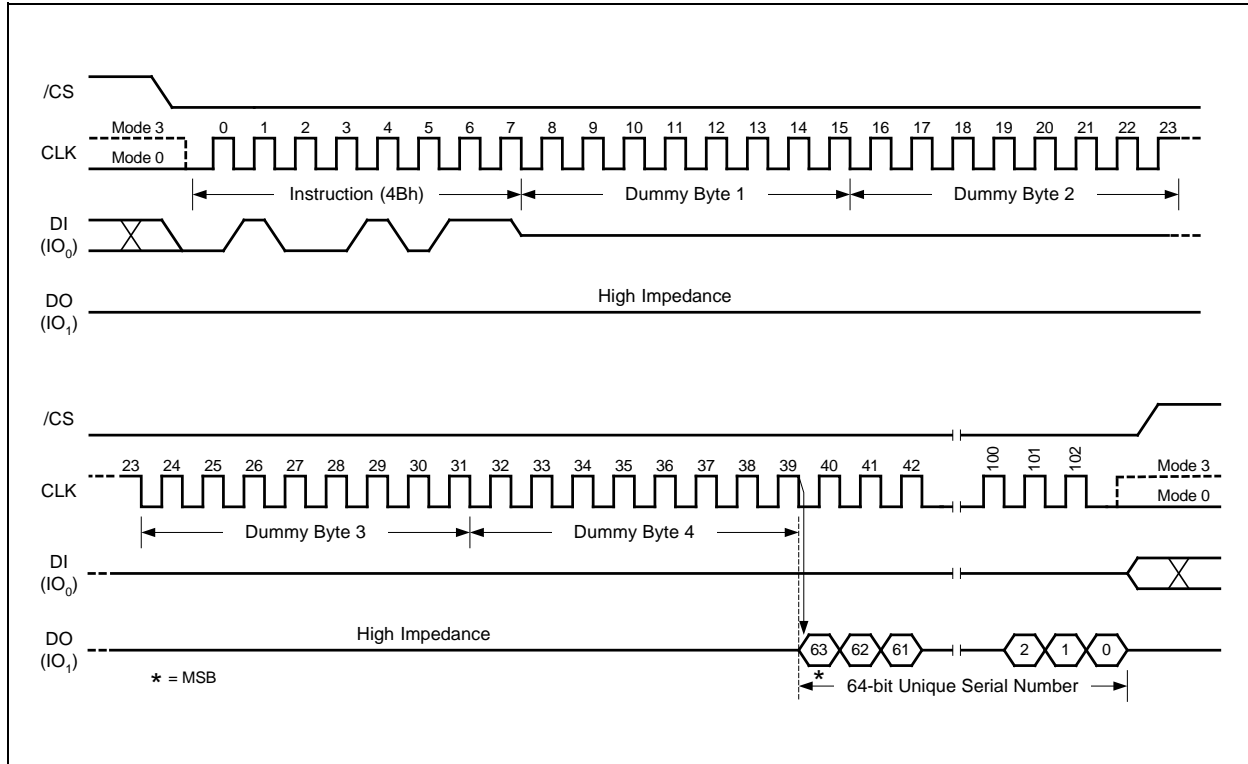 /CS
Mode 3
0 1 2 3 4 5 6 7 8 9 10 11 12 13 14 15 16 17 18 19 20 21 22 23
CLK
Mode 0
Instruction (4Bh)
Dummy Byte 1
Dummy Byte 2
DI
(IO0)
High Impedance
DO
(IO1)
/CS
23 24 25 26 27 28 29 30 31 32 33 34 35 36 37 38 39 40 41 42 100 101 102
Mode 3
CLK
Mode 0
Dummy Byte 3
Dummy Byte 4
DI
(IO0)
High Impedance
DO
(IO1)
63 62 61 2 1 0
* = MSB
*
64-bit Unique Serial Number